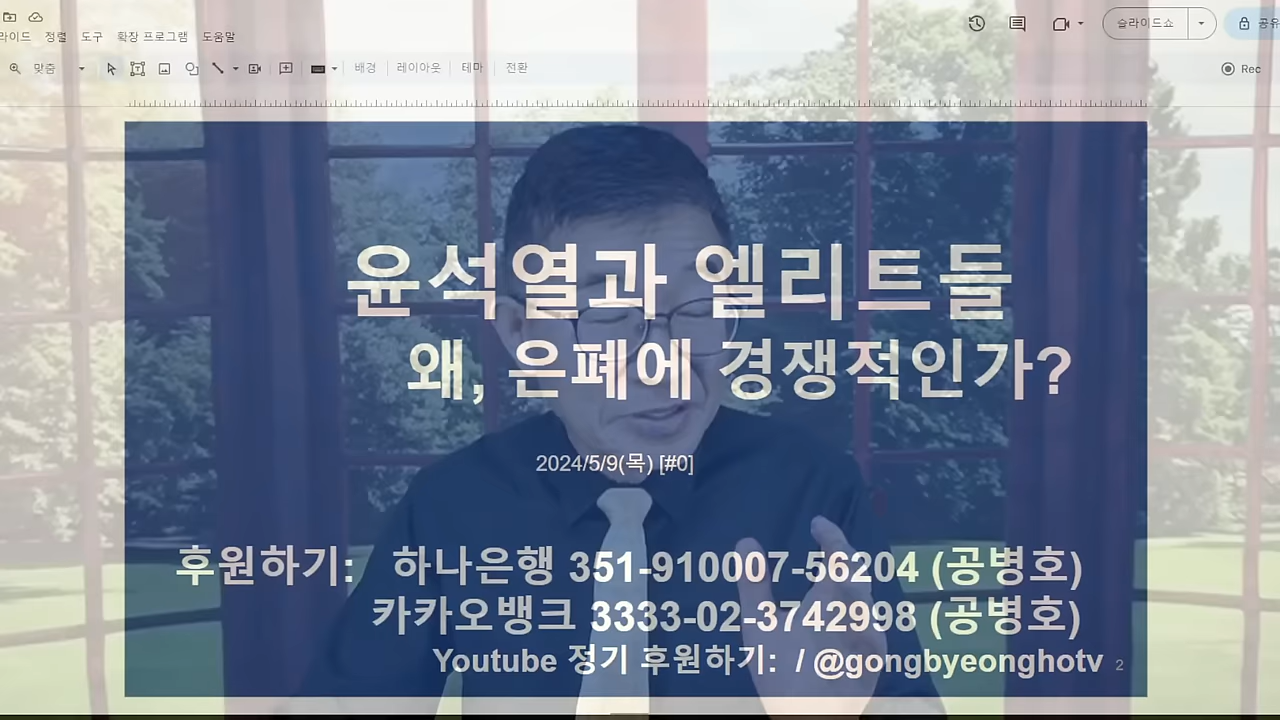 슬라이드쇼
공유
라이드 정렬 도구 확장 프로그램 도움말
맞춤 배경 레이아웃 테마 전환
Rec
윤석열과 엘리트들
왜, 은폐에 경쟁적인가?
2024/5/9(목) [#0]
후원하기: 하나은행 351-910007-56204 (공병호)
카카오뱅크 3333-02-3742998 (공병호)
Youtube 정기 후원하기: / @gongbyeonghotv 2